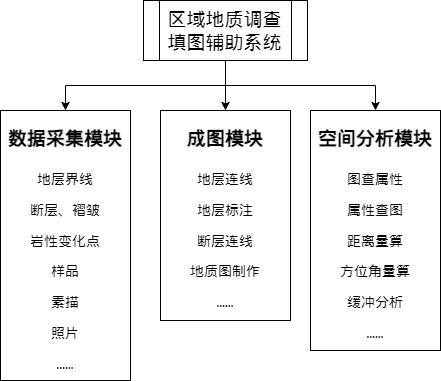 区域地质调查
填图辅助系统
数据采集模块
地层界线
断层、褶皱
岩性变化点
样品
素描
照片
......
成图模块
地层连线
地层标注
断层连线
地质图制作
......
空间分析模块
图查属性
属性查图
距离量算
方位角量算
缓冲分析
......